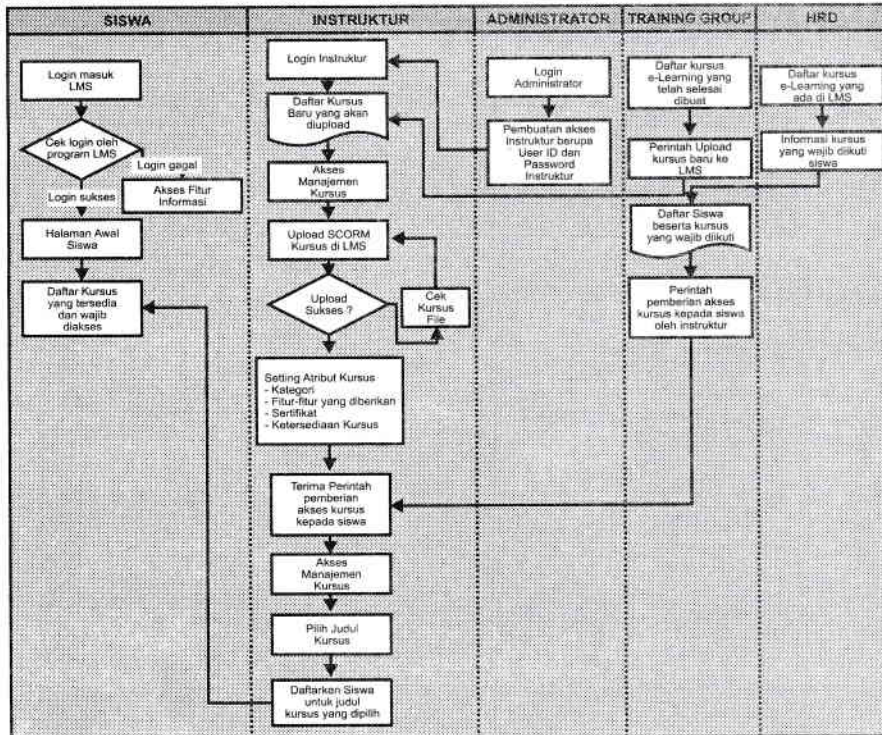 SISWA
INSTRUKTUR
ADMINISTRATOR
TRAINING GROUP
HRD
Login masuk
LMS
Cek login oleh
program LMS
Login gagal
Akses Fitur
Informasi
Login sukses
Halaman Awal
Siswa
Daftar Kursus
yang tersedia
dan wajib
diakses
Login Instruktur
Daftar Kursus
Baru yang akan
diupload
Akses
Manajemen
Kursus
Upload SCORM
Kursus di LMS
Upload
Sukses ?
Cek
Kursus
File
Setting Atribut Kursus
- Kategori
- Fitur-fitur yang diberikan
- Sertifikat
- Ketersediaan Kursus
Terima Perintah
pemberian
akses kursus
kepada siswa
Akses
Manajemen
Kursus
Pilih Judul
Kursus
Daftarken Siswa
untuk judul
kursus yang dipilih
Login
Administrator
Pembuatan akses
Instruktur berupa
User ID dan
Password
Instruktur
Daftar kursus
e-Learning yang
telah selesai
dibuat
Perintah Upload
kursus baru ke
LMS
Daftar Siswa
beserta kursus
yang wajib diikuti
Perintah
pemberian akses
kursus kepada siswa
oleh instruktur
Daftar kursus
e-Learning yang
ada di LMS
Informasi kursus
yang wajib diikuti
siswa